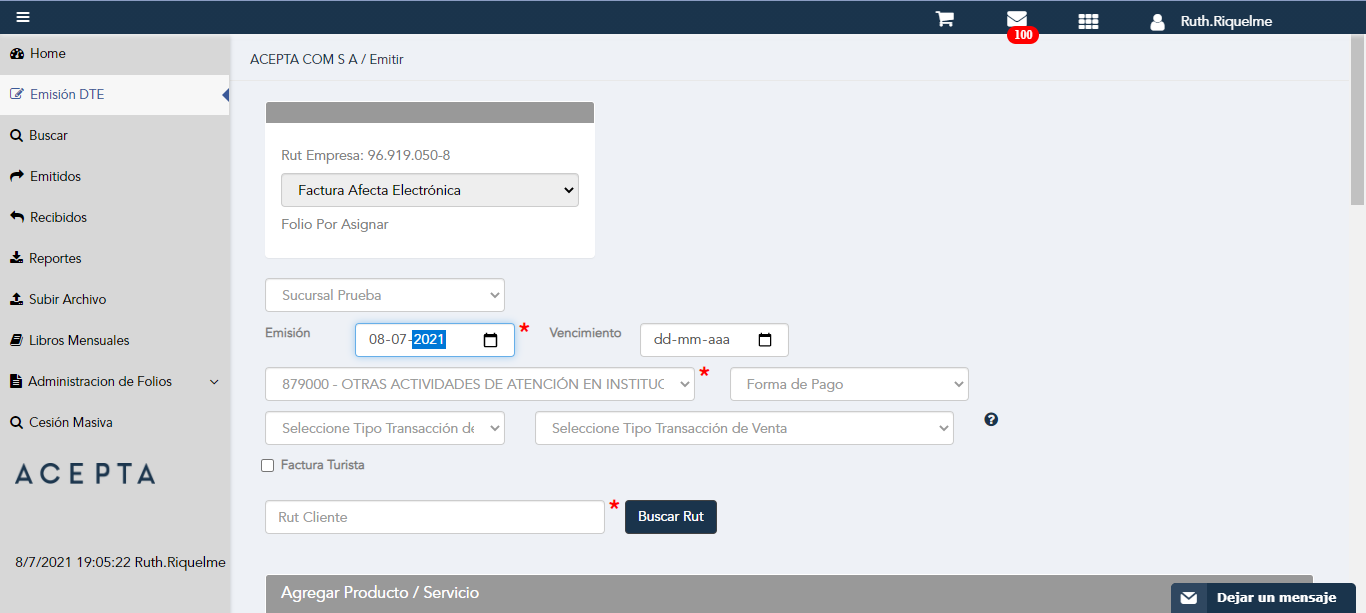 100
Ruth.Riquelme
Home
Emisión DTE
Buscar
Emitidos
Recibidos
Reportes
Subir Archivo
Libros Mensuales
Administracion de Folios
Cesión Masiva
ACEPTA
8/7/2021 19:05:22 Ruth.Riquelme
ACEPTA COM S A / Emitir
Rut Empresa: 96.919.050-8
Factura Afecta Electrónica
Folio Por Asignar
Sucursal Prueba
Emisión 08-07-2021 * Vencimiento dd-mm-aaa
879000 - OTRAS ACTIVIDADES DE ATENCIÓN EN INSTITUC * Forma de Pago
Seleccione Tipo Transacción de Seleccione Tipo Transacción de Venta ?
Factura Turista
Rut Cliente * Buscar Rut
Agregar Producto / Servicio
Dejar un mensaje